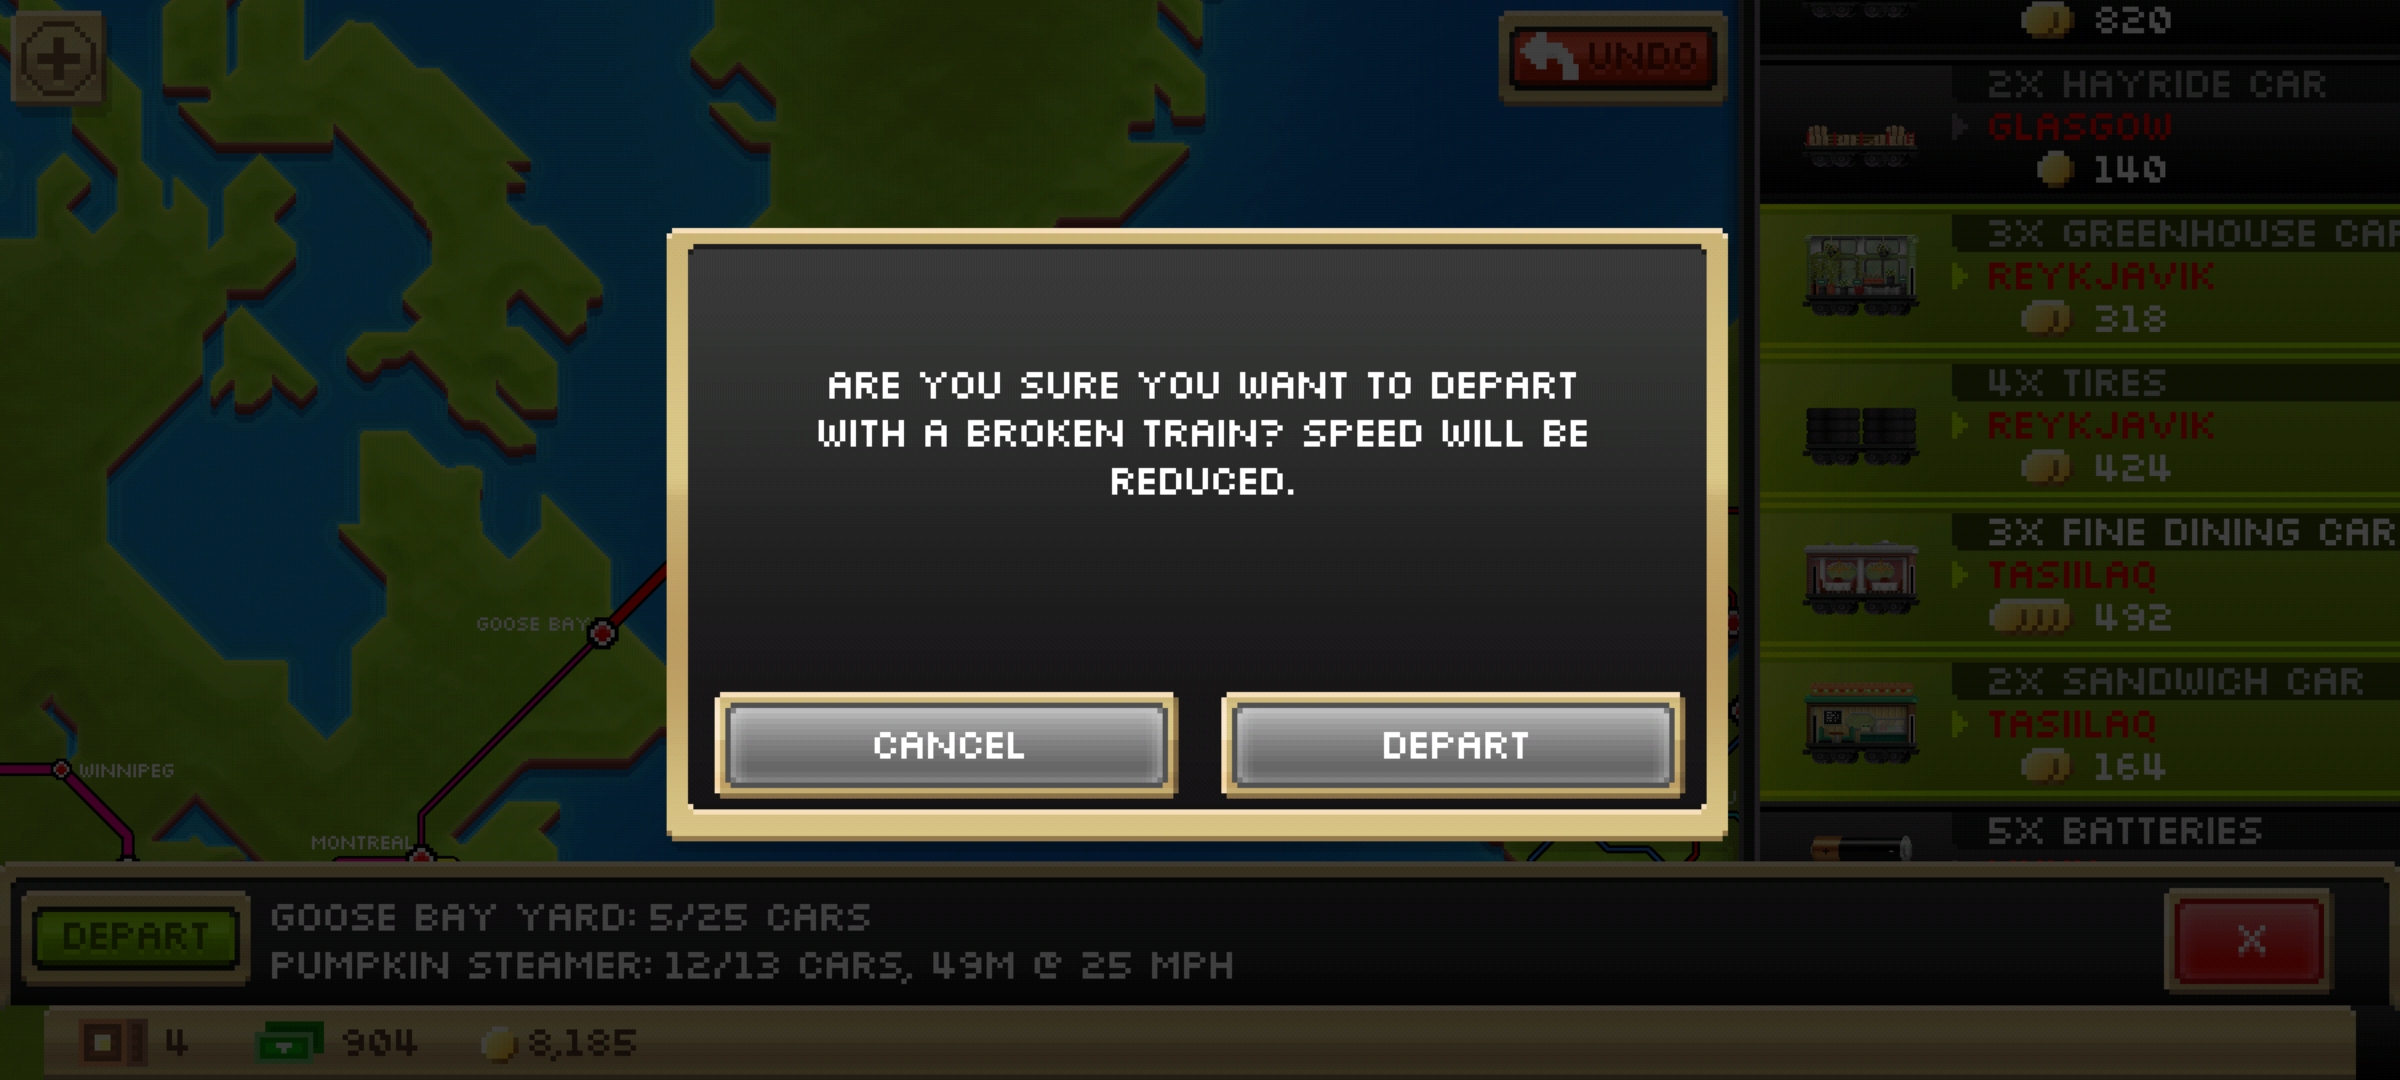 UNDO
820
2X HAYRIDE CAR
GLASGOW
140
3X GREENHOUSE CAR
REYKJAVIK
318
4X TIRES
REYKJAVIK
424
3X FINE DINING CAR
TASIILAQ
492
2X SANDWICH CAR
TASIILAQ
164
5X BATTERIES
ARE YOU SURE YOU WANT TO DEPART
WITH A BROKEN TRAIN? SPEED WILL BE
REDUCED.
CANCEL
DEPART
GOOSE BAY
WINNIPEG
MONTREAL
DEPART
GOOSE BAY YARD: 5/25 CARS
PUMPKIN STEAMER: 12/13 CARS, 49M @ 25 MPH
X
4
904
8,185